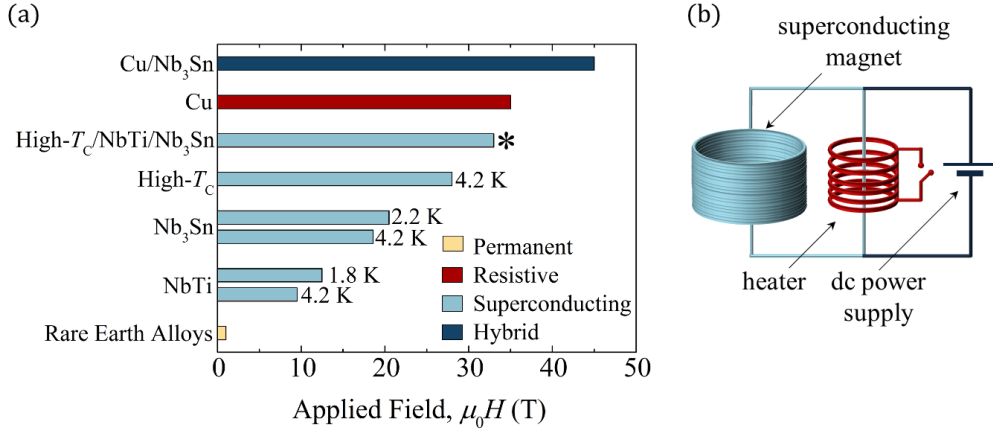 (a)
Cu/Nb₃Sn
Cu
High-T_C/NbTi/Nb₃Sn
*
High-T_C
4.2 K
Nb₃Sn
2.2 K
4.2 K
NbTi
1.8 K
4.2 K
Rare Earth Alloys
Permanent
Resistive
Superconducting
Hybrid
0 10 20 30 40 50
Applied Field, μ₀H (T)
(b)
superconducting
magnet
heater
dc power
supply